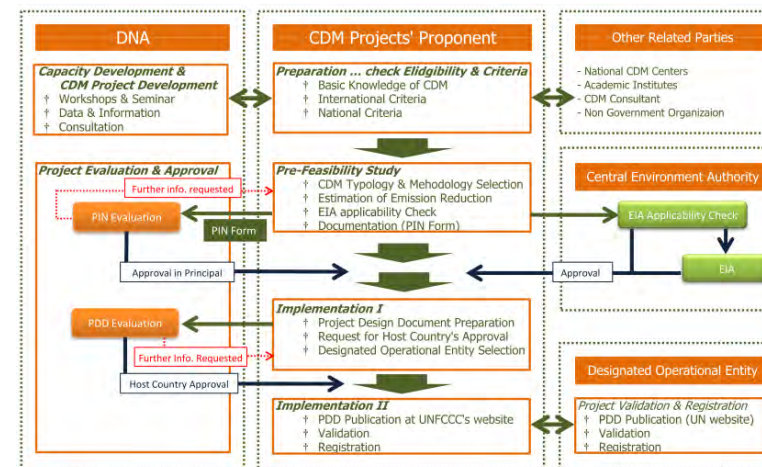 DNA
Capacity Development &
CDM Project Development
† Workshops & Seminar
† Data & Information
† Consultation
Project Evaluation & Approval
Further info. requested
PIN Evaluation
PIN Form
Approval in Principal
PDD Evaluation
Further Info. Requested
Host Country Approval
CDM Projects' Proponent
Preparation ... check Elidgibility & Criteria
† Basic Knowledge of CDM
† International Criteria
† National Criteria
Pre-Feasibility Study
† CDM Typology & Mehodology Selection
† Estimation of Emission Reduction
† EIA applicability Check
† Documentation (PIN Form)
Implementation I
† Project Design Document Preparation
† Request for Host Country's Approval
† Designated Operational Entity Selection
Implementation II
† PDD Publication at UNFCCC's website
† Validation
† Registration
Other Related Parties
- National CDM Centers
- Academic Institutes
- CDM Consultant
- Non Government Organizaion
Central Environment Authority
EIA Applicability Check
EIA
Approval
Designated Operational Entity
Project Validation & Registration
† PDD Publication (UN website)
† Validation
† Registration